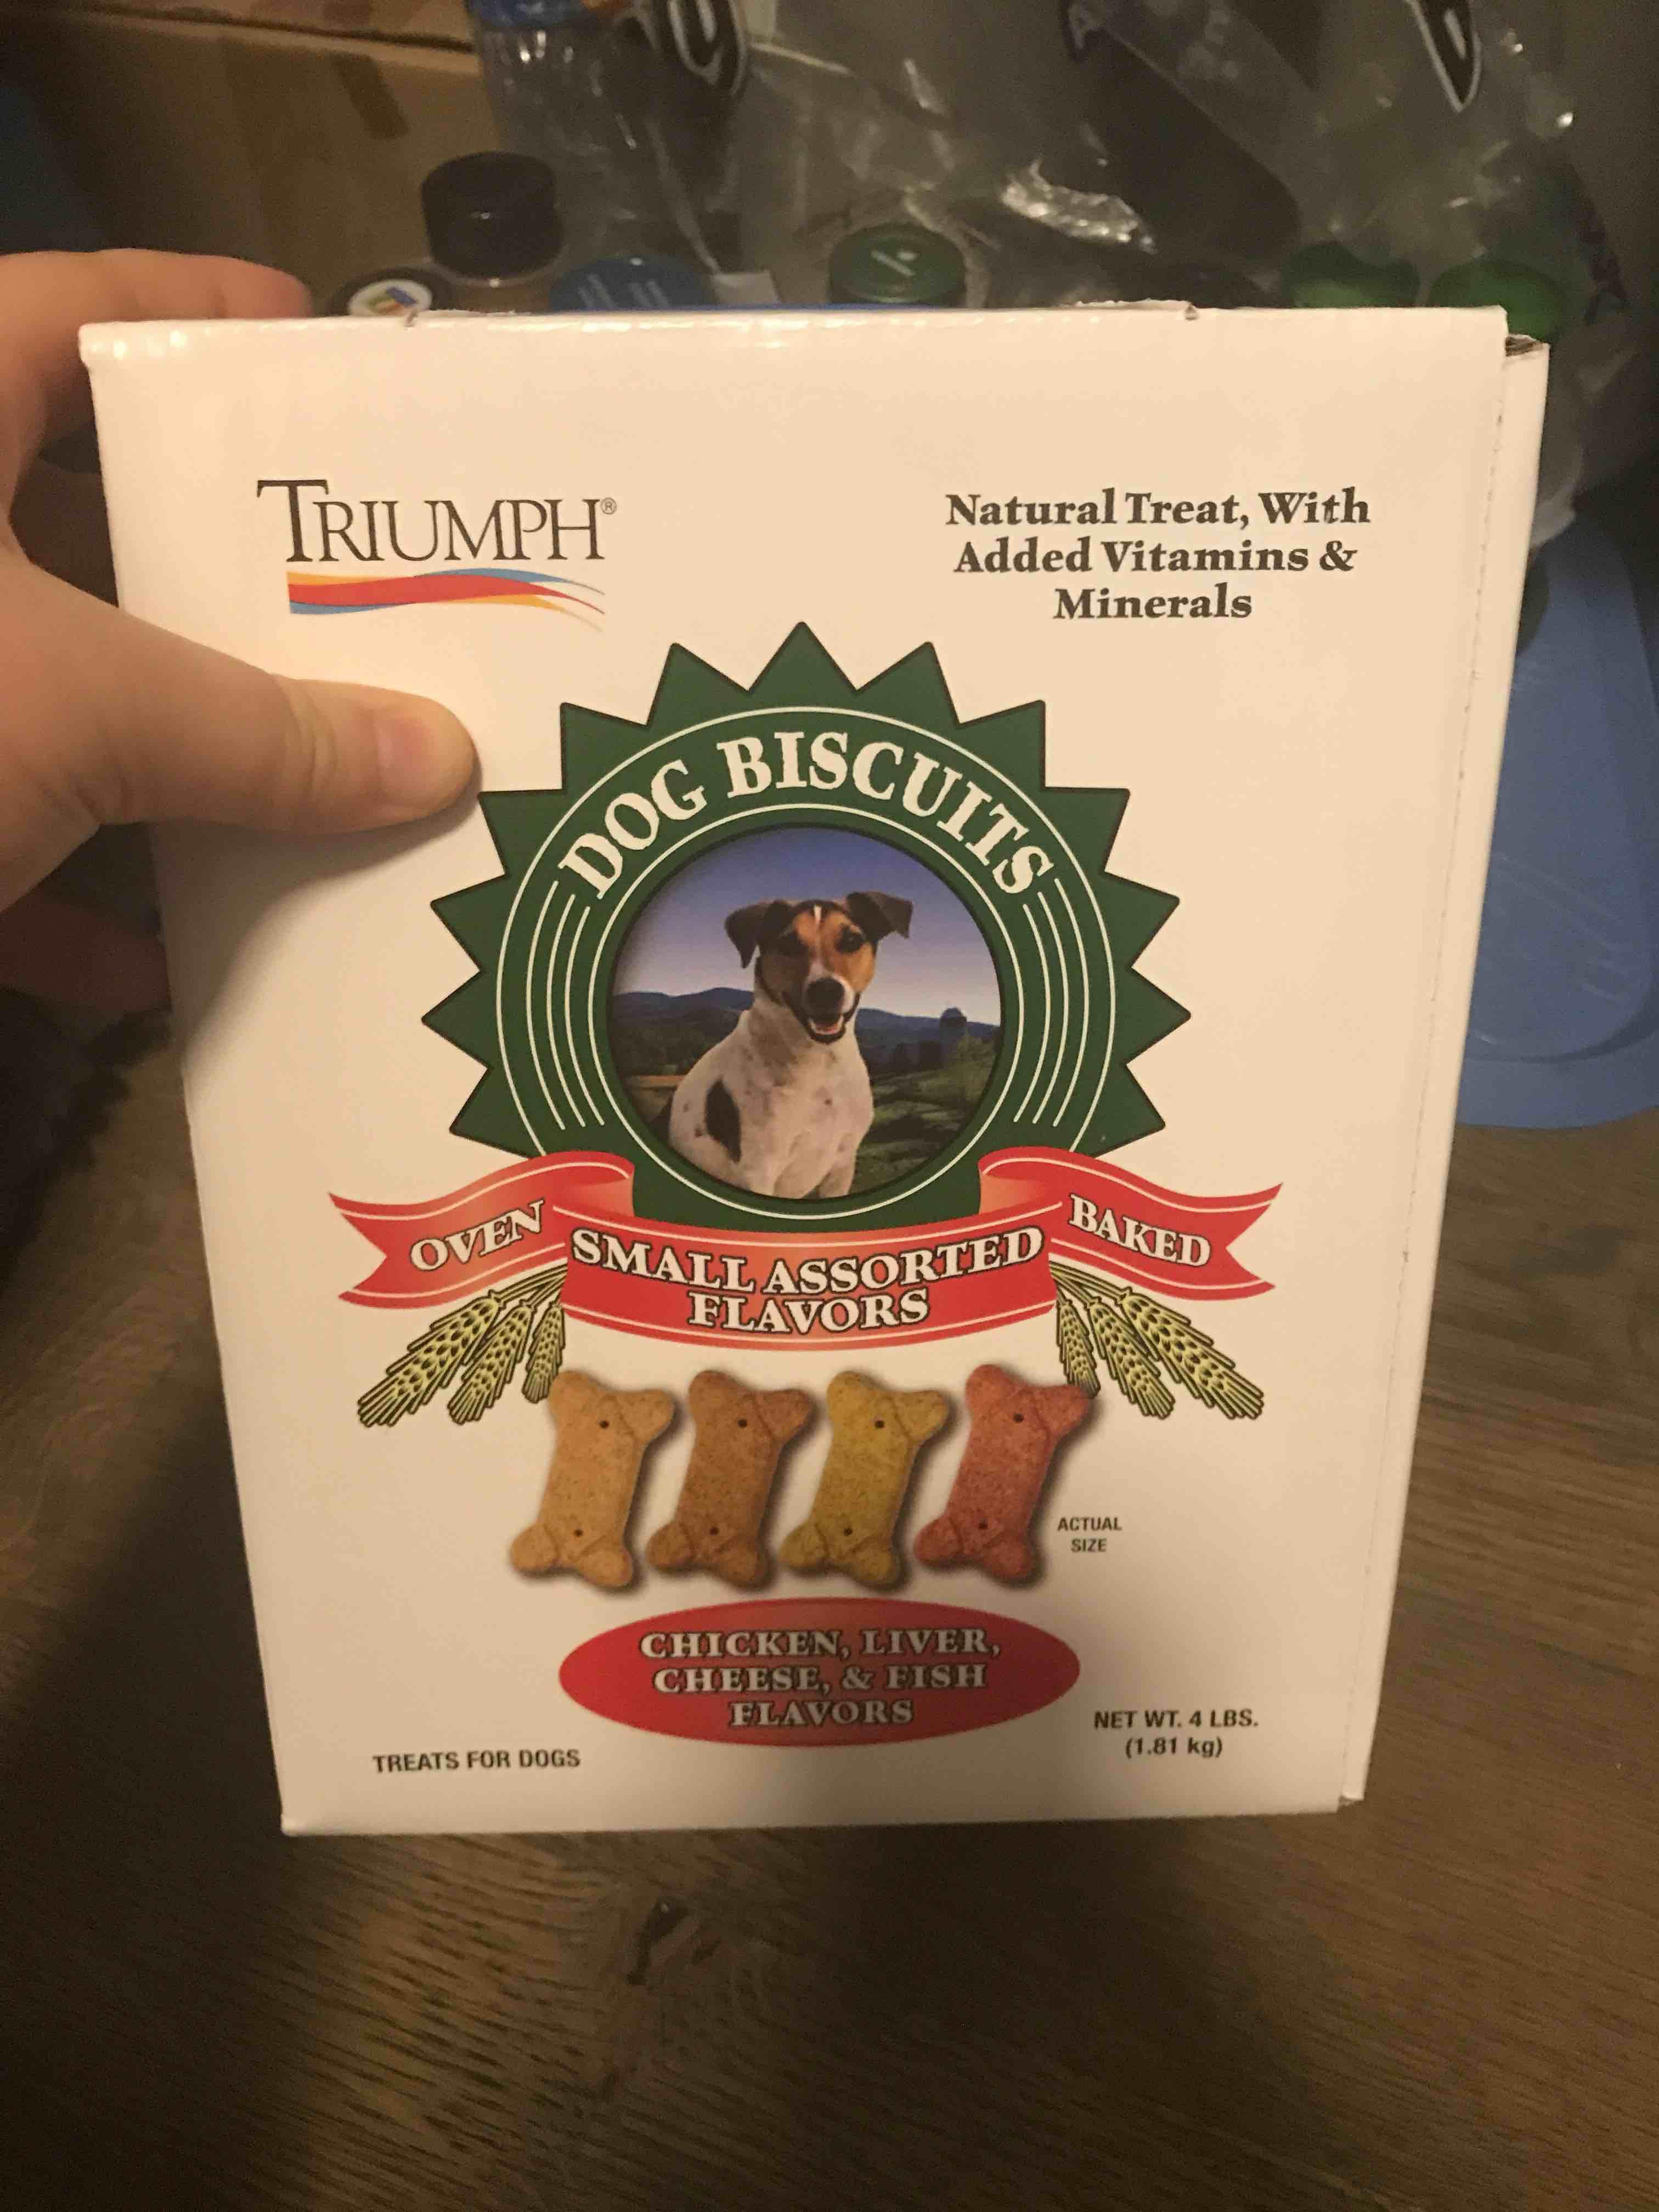 TRIUMPH®
Natural Treat, With
Added Vitamins &
Minerals
DOG BISCUITS
OVEN
SMALL ASSORTED
FLAVORS
BAKED
ACTUAL
SIZE
CHICKEN, LIVER,
CHEESE, & FISH
FLAVORS
NET WT. 4 LBS.
(1.81 kg)
TREATS FOR DOGS